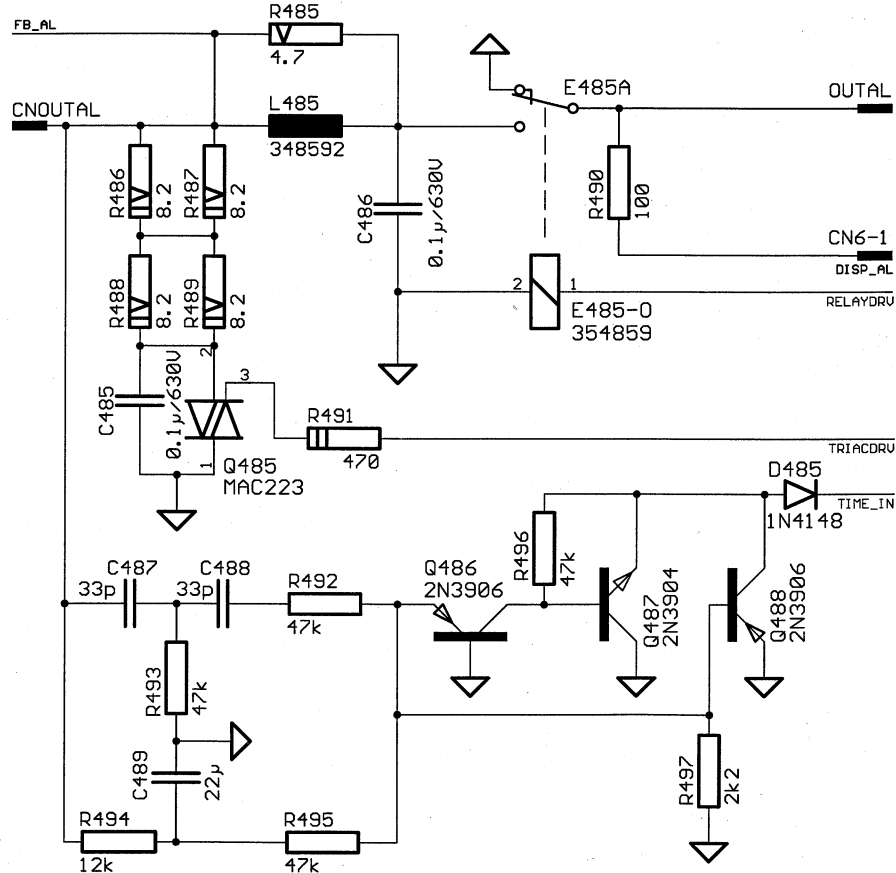 FB_AL
R485
4.7
CNOUTAL
L485
348592
E485A
OUTAL
R486
8.2
R487
8.2
C486
0.1µ/630V
R490
100
CN6-1
DISP_AL
R488
8.2
R489
8.2
2
1
E485-O
354859
RELAYDRV
2
C485
0.1µ/630V
3
1
Q485
MAC223
R491
470
TRIACDRV
D485
1N4148
TIME_IN
C487
33p
C488
33p
R492
47k
Q486
2N3906
R496
47k
Q487
2N3904
Q488
2N3906
R493
47k
C489
22µ
R497
2k2
R494
12k
R495
47k